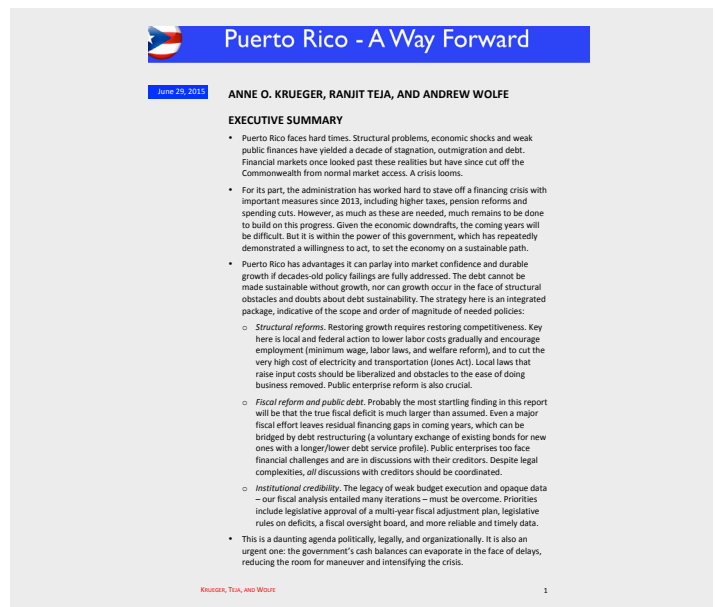 Puerto Rico - A Way Forward
June 29, 2015
ANNE O. KRUEGER, RANJIT TEJA, AND ANDREW WOLFE
EXECUTIVE SUMMARY
• Puerto Rico faces hard times. Structural problems, economic shocks and weak
public finances have yielded a decade of stagnation, outmigration and debt.
Financial markets once looked past these realities but have since cut off the
Commonwealth from normal market access. A crisis looms.
• For its part, the administration has worked hard to stave off a financing crisis with
important measures since 2013, including higher taxes, pension reforms and
spending cuts. However, as much as these are needed, much remains to be done
to build on this progress. Given the economic downdrafts, the coming years will
be difficult. But it is within the power of this government, which has repeatedly
demonstrated a willingness to act, to set the economy on a sustainable path.
• Puerto Rico has advantages it can parlay into market confidence and durable
growth if decades-old policy failings are fully addressed. The debt cannot be
made sustainable without growth, nor can growth occur in the face of structural
obstacles and doubts about debt sustainability. The strategy here is an integrated
package, indicative of the scope and order of magnitude of needed policies:
o Structural reforms. Restoring growth requires restoring competitiveness. Key
here is local and federal action to lower labor costs gradually and encourage
employment (minimum wage, labor laws, and welfare reform), and to cut the
very high cost of electricity and transportation (Jones Act). Local laws that
raise input costs should be liberalized and obstacles to the ease of doing
business removed. Public enterprise reform is also crucial.
o Fiscal reform and public debt. Probably the most startling finding in this report
will be that the true fiscal deficit is much larger than assumed. Even a major
fiscal effort leaves residual financing gaps in coming years, which can be
bridged by debt restructuring (a voluntary exchange of existing bonds for new
ones with a longer/lower debt service profile). Public enterprises too face
financial challenges and are in discussions with their creditors. Despite legal
complexities, all discussions with creditors should be coordinated.
o Institutional credibility. The legacy of weak budget execution and opaque data
– our fiscal analysis entailed many iterations – must be overcome. Priorities
include legislative approval of a multi-year fiscal adjustment plan, legislative
rules on deficits, a fiscal oversight board, and more reliable and timely data.
• This is a daunting agenda politically, legally, and organizationally. It is also an
urgent one: the government's cash balances can evaporate in the face of delays,
reducing the room for maneuver and intensifying the crisis.
KRUEGER, TEJA, AND WOLFE 1